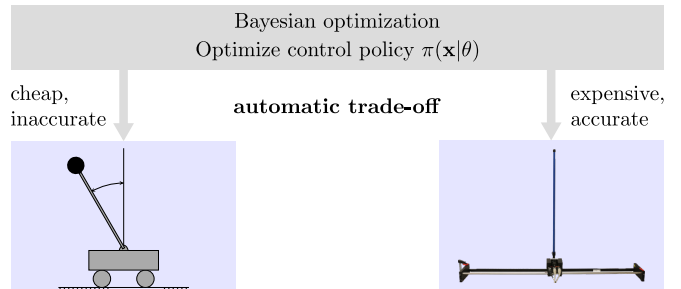 Bayesian optimization
Optimize control policy π(x|θ)
cheap,
inaccurate
automatic trade-off
expensive,
accurate